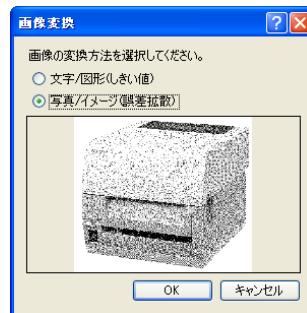 画像変換
画像の変換方法を選択してください。
文字/図形(しきい値)
写真/イメージ(誤差拡散)
OK キャンセル